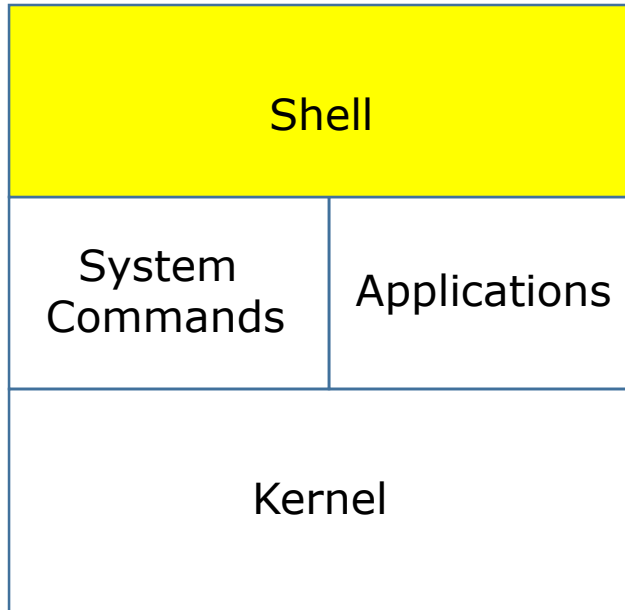 Shell
System
Commands
Applications
Kernel